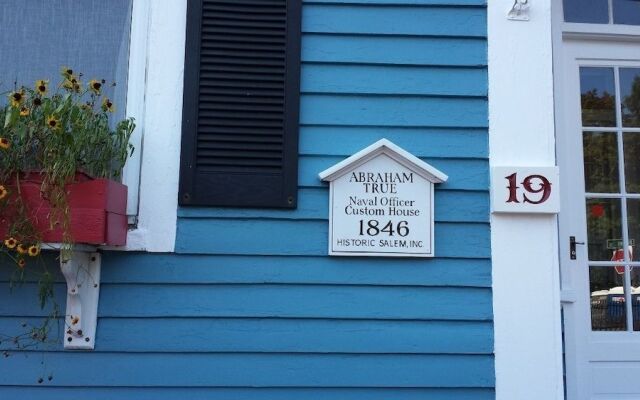 ABRAHAM
TRUE
Naval Officer
Custom House
1846
HISTORIC SALEM, INC.
19